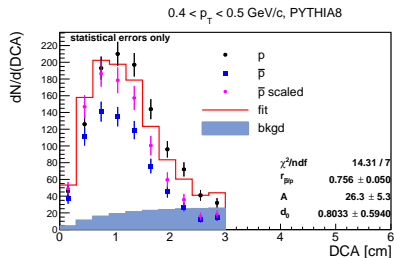 0.4 < p_T < 0.5 GeV/c, PYTHIA8
statistical errors only
p
p̅
p̅ scaled
fit
bkgd
χ²/ndf 14.31 / 7
r_p̅/p 0.756 ± 0.050
A 26.3 ± 5.3
d_0 0.8033 ± 0.5940
dN/d(DCA)
220
200
180
160
140
120
100
80
60
40
20
0
0 1 2 3 4 5 6
DCA [cm]